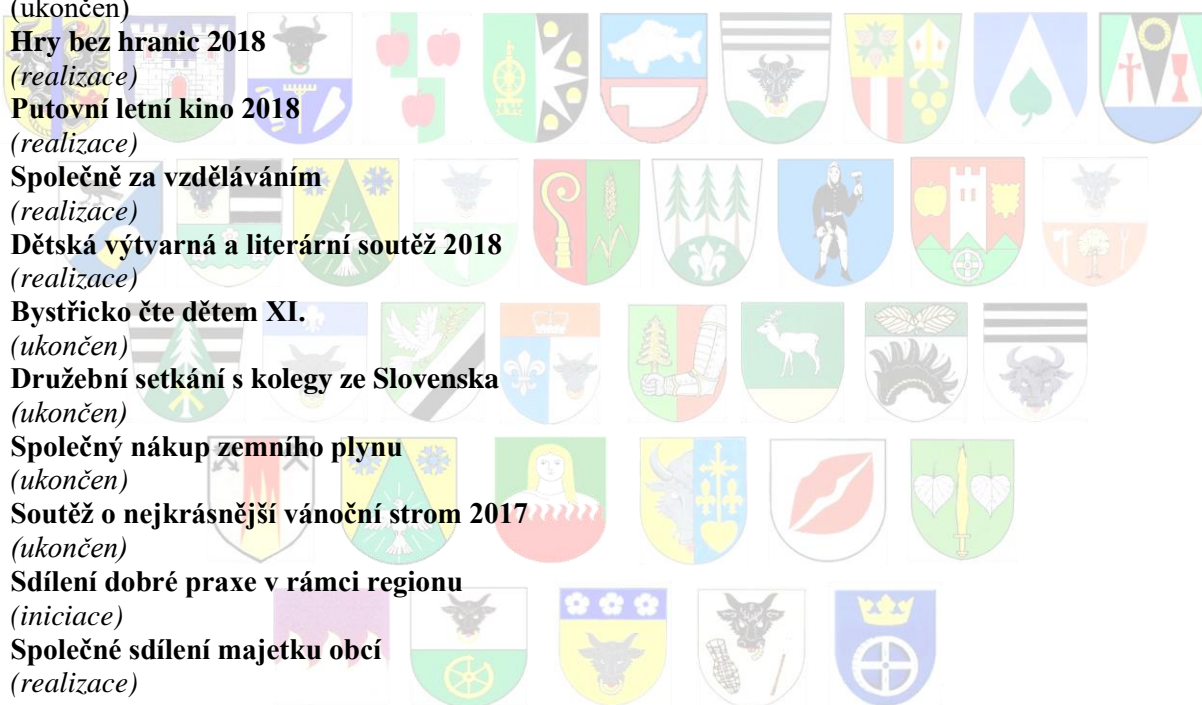 (ukončen)
Hry bez hranic 2018
(realizace)
Putovní letní kino 2018
(realizace)
Společně za vzděláváním
(realizace)
Dětská výtvarná a literární soutěž 2018
(realizace)
Bystřicko čte dětem XI.
(ukončen)
Družební setkání s kolegy ze Slovenska
(ukončen)
Společný nákup zemního plynu
(ukončen)
Soutěž o nejkrásnější vánoční strom 2017
(ukončen)
Sdílení dobré praxe v rámci regionu
(iniciace)
Společné sdílení majetku obcí
(realizace)